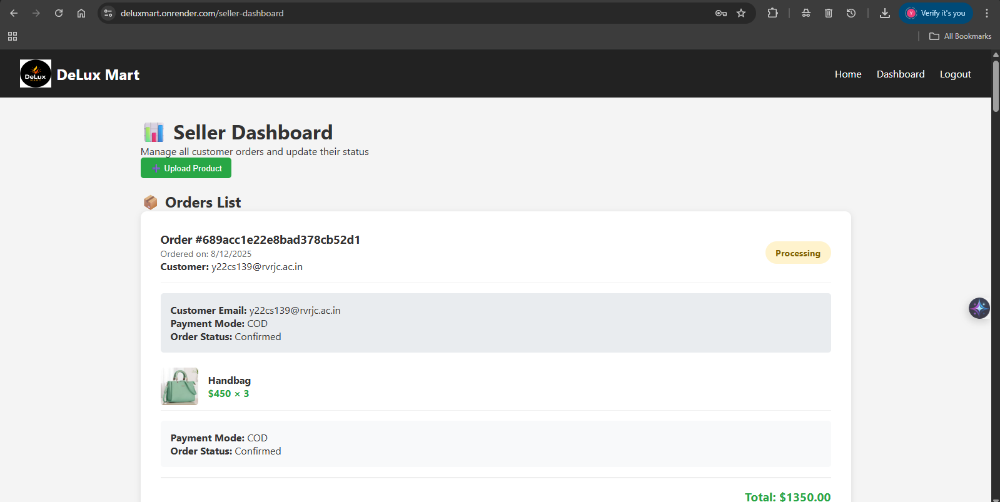 deluxmart.onrender.com/seller-dashboard
Y
Verify it's you
All Bookmarks
DeLux
MART
DeLux Mart
Home
Dashboard
Logout
Seller Dashboard
Manage all customer orders and update their status
Upload Product
Orders List
Order #689acc1e22e8bad378cb52d1
Ordered on: 8/12/2025
Customer: y22cs139@rvrjc.ac.in
Processing
Customer Email: y22cs139@rvrjc.ac.in
Payment Mode: COD
Order Status: Confirmed
Handbag
$450 × 3
Payment Mode: COD
Order Status: Confirmed
Total: $1350.00